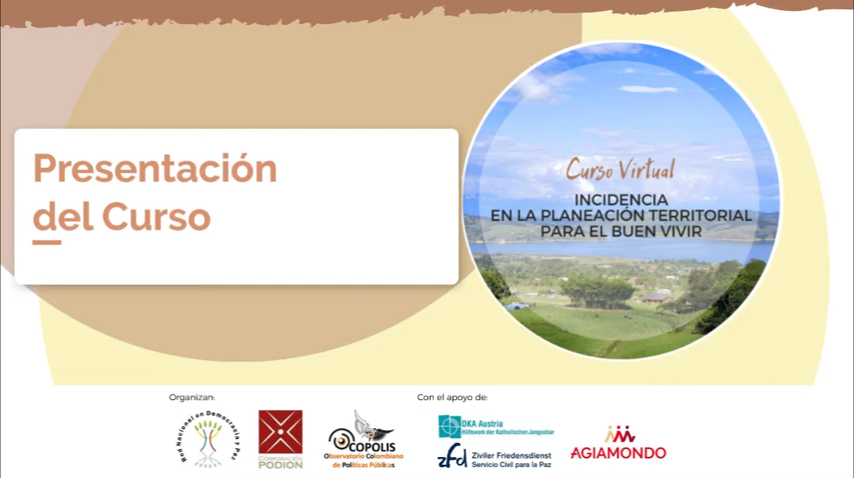 Presentación
del Curso
Curso Virtual
INCIDENCIA
EN LA PLANEACIÓN TERRITORIAL
PARA EL BUEN VIVIR
Organizan:
Con el apoyo de:
Red Nacional en Democracia y Paz
CORPORACIÓN
PODION
OCOPOLIS
Observatorio Colombiano
de Políticas Públicas
DKA Austria
Hilfswerk der Katholischen Jungschar
zfd
Ziviler Friedensdienst
Servicio Civil para la Paz
AGIAMONDO